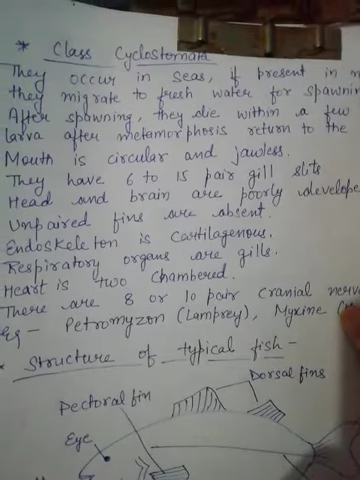 * Class Cyclostomata
They occur in seas, if present in
they migrate to fresh water for spawning
After spawning, they die within a few
larva after metamorphosis return to the
Mouth is circular and jawless.
They have 6 to 15 pair gill slits
Head and brain are poorly develope
Unpaired fins are absent.
Endoskeleton is cartilagenous.
Respiratory organs are gills.
Heart is two chambered.
There are 8 or 10 pair cranial nerve
Eg - Petromyzon (Lamprey), Myxine
* Structure of typical fish -
Dorsal fins
Pectoral fin
Eye